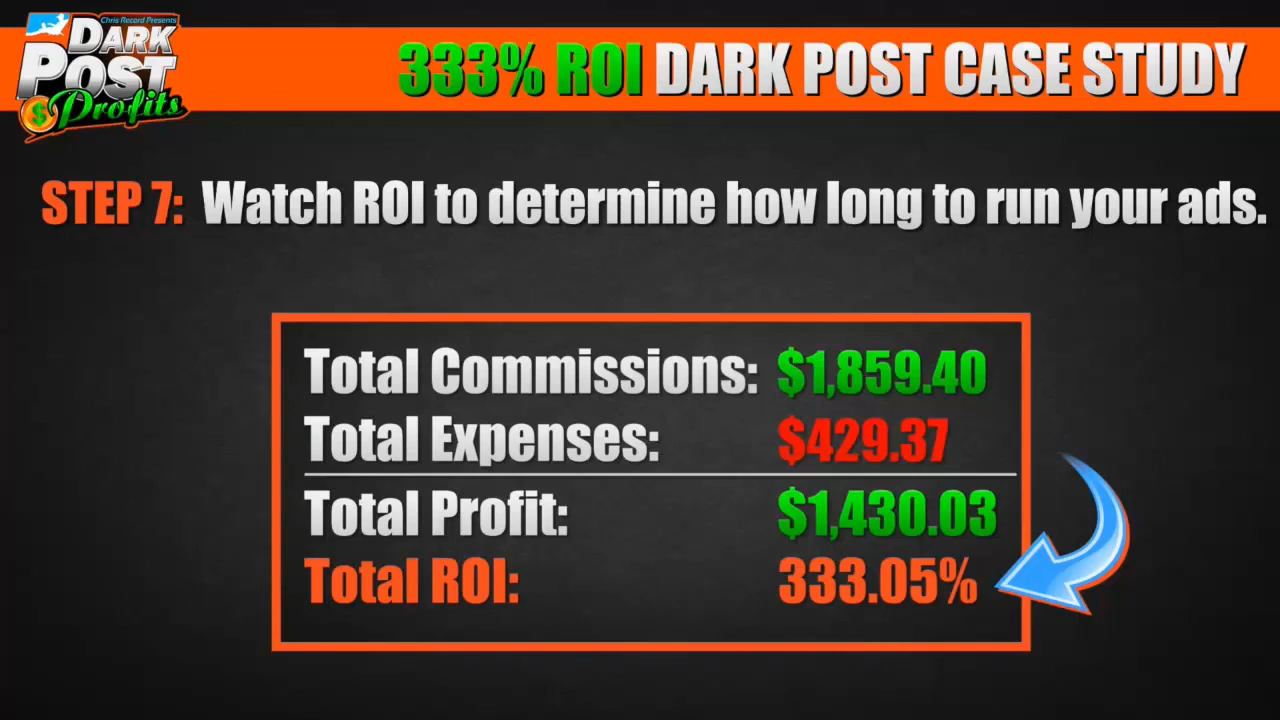 Chris Record Presents
DARK
POST
$ Profits
333% ROI DARK POST CASE STUDY
STEP 7: Watch ROI to determine how long to run your ads.
Total Commissions: $1,859.40
Total Expenses: $429.37
Total Profit: $1,430.03
Total ROI: 333.05%